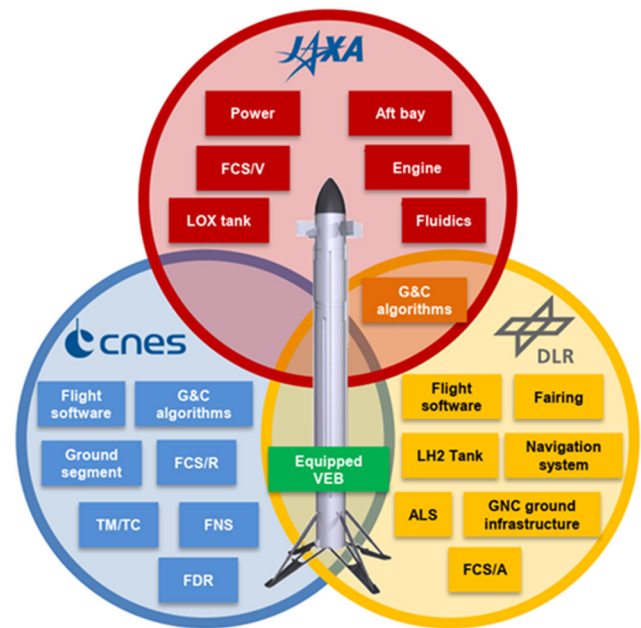 JAXA
Power
Aft bay
FCS/V
Engine
LOX tank
Fluidics
G&C
algorithms
cnes
DLR
Flight
software
G&C
algorithms
Ground
segment
FCS/R
TM/TC
FNS
FDR
Equipped
VEB
Flight
software
Fairing
LH2 Tank
Navigation
system
ALS
GNC ground
infrastructure
FCS/A